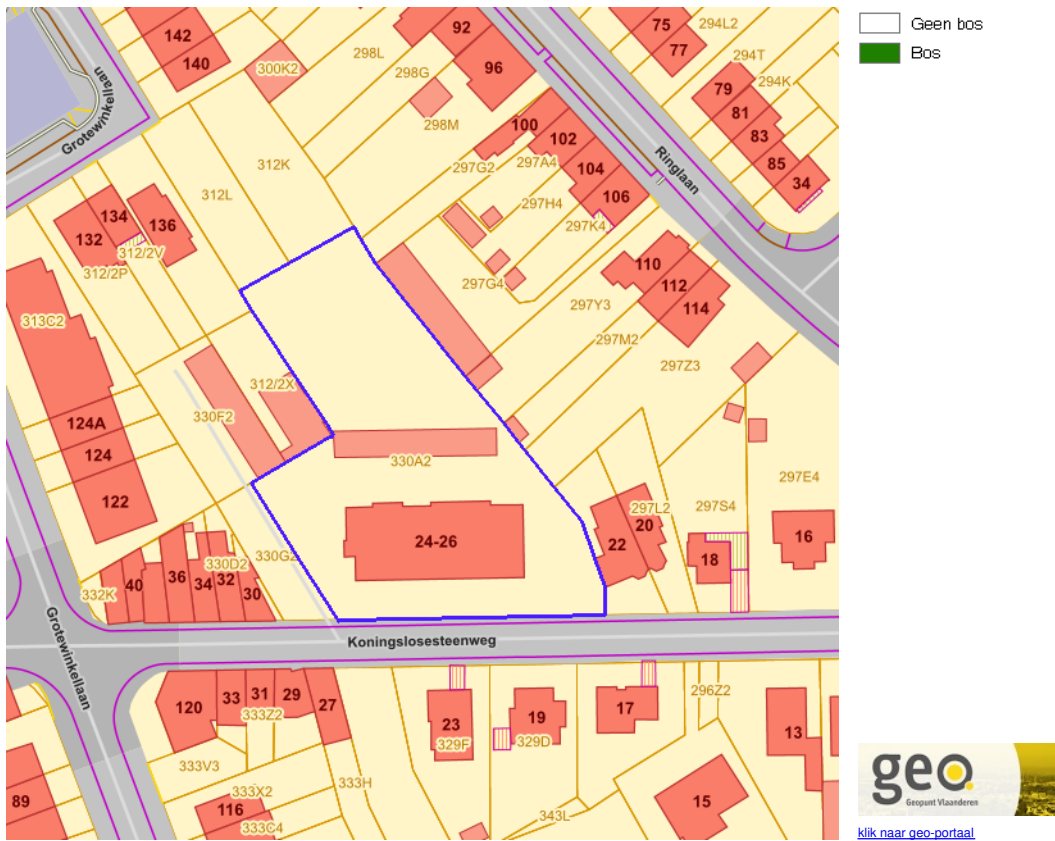 Geen bos
Bos
142
140
300K2
298L
298G
298M
92
96
75
77
294L2
294T
294K
79
81
83
85
34
Grotewinkellaan
312K
312L
100
102
104
106
297G2
297A4
297H4
297K4
Ringlaan
134
132
136
312/2V
312/2P
297G4
110
112
114
297Y3
297M2
297Z3
313C2
124A
124
122
312/2X
330F2
330A2
24-26
297L2
20
22
297S4
18
297E4
16
332K
40
36
34
32
30
330D2
330G2
Koningslosesteenweg
Grotewinkellaan
120
33
31
29
27
333Z2
333V3
333X2
116
333C4
333H
89
23
329F
19
329D
17
296Z2
13
15
343L
geo
Geopunt Vlaanderen
klik naar geo-portaal